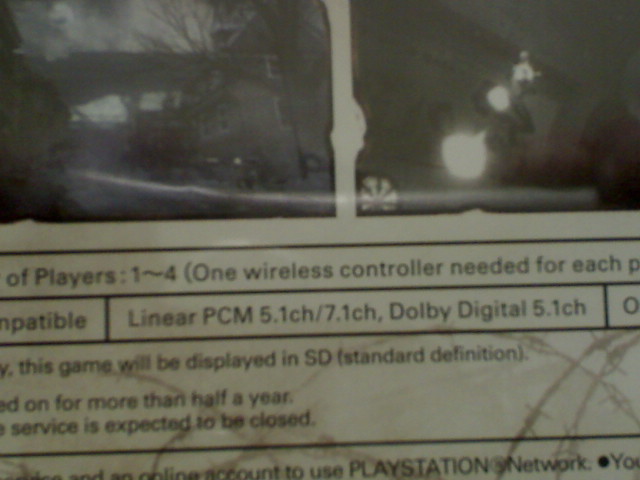 of Players : 1～4 (One wireless controller needed for each p
npatible Linear PCM 5.1ch/7.1ch, Dolby Digital 5.1ch O
y, this game will be displayed in SD (standard definition).
ed on for more than half a year.
e service is expected to be closed.
service and an online account to use PLAYSTATION®Network. ●You